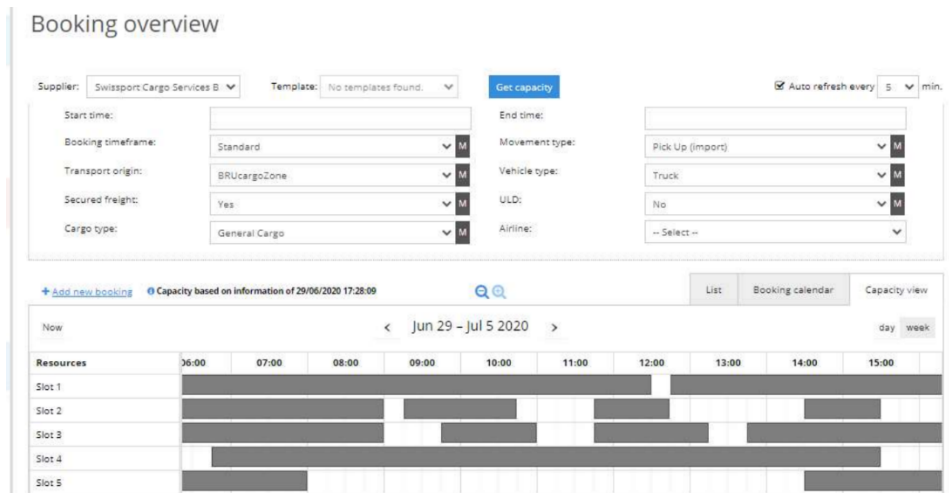 Booking overview
Supplier: Swissport Cargo Services B Template: No templates found. Get capacity Auto refresh every 5 min.
Start time: End time:
Booking timeframe: Standard M Movement type: Pick Up (import) M
Transport origin: BRUcargoZone M Vehicle type: Truck M
Secured freight: Yes M ULD: No M
Cargo type: General Cargo M Airline: -- Select --
+ Add new booking Capacity based on information of 29/06/2020 17:28:09 List Booking calendar Capacity view
Now < Jun 29 – Jul 5 2020 > day week
Resources 06:00 07:00 08:00 09:00 10:00 11:00 12:00 13:00 14:00 15:00
Slot 1
Slot 2
Slot 3
Slot 4
Slot 5